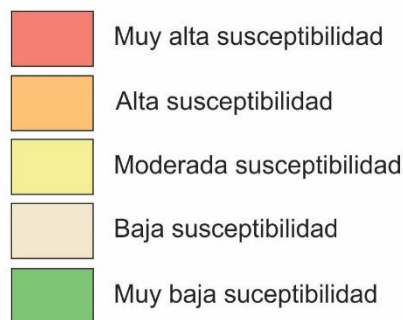 Muy alta susceptibilidad
Alta susceptibilidad
Moderada susceptibilidad
Baja susceptibilidad
Muy baja suceptibilidad